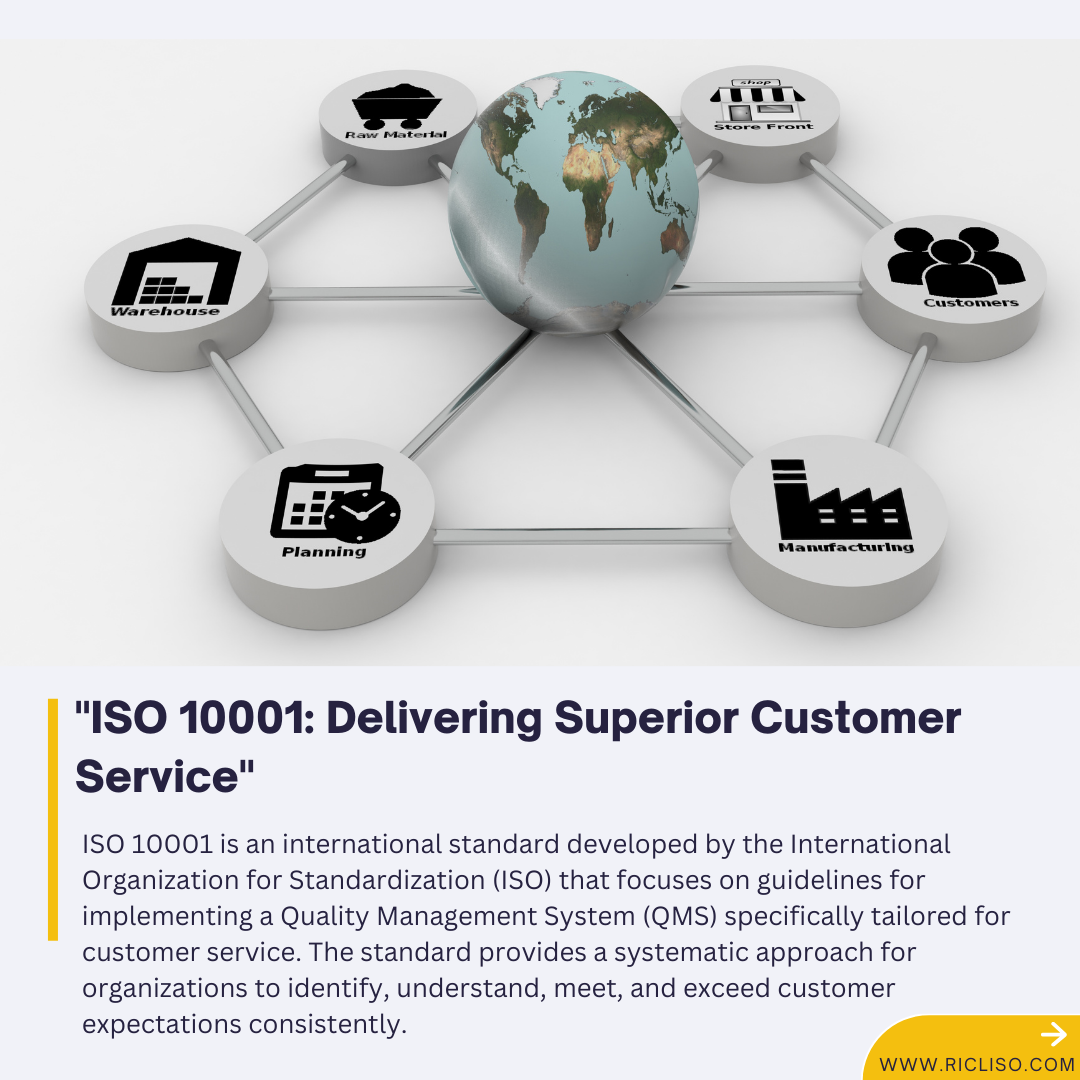 shop
Raw Material
Store Front
Warehouse
Customers
Planning
Manufacturing
"ISO 10001: Delivering Superior Customer
Service"
ISO 10001 is an international standard developed by the International
Organization for Standardization (ISO) that focuses on guidelines for
implementing a Quality Management System (QMS) specifically tailored for
customer service. The standard provides a systematic approach for
organizations to identify, understand, meet, and exceed customer
expectations consistently.
WWW.RICLISO.COM